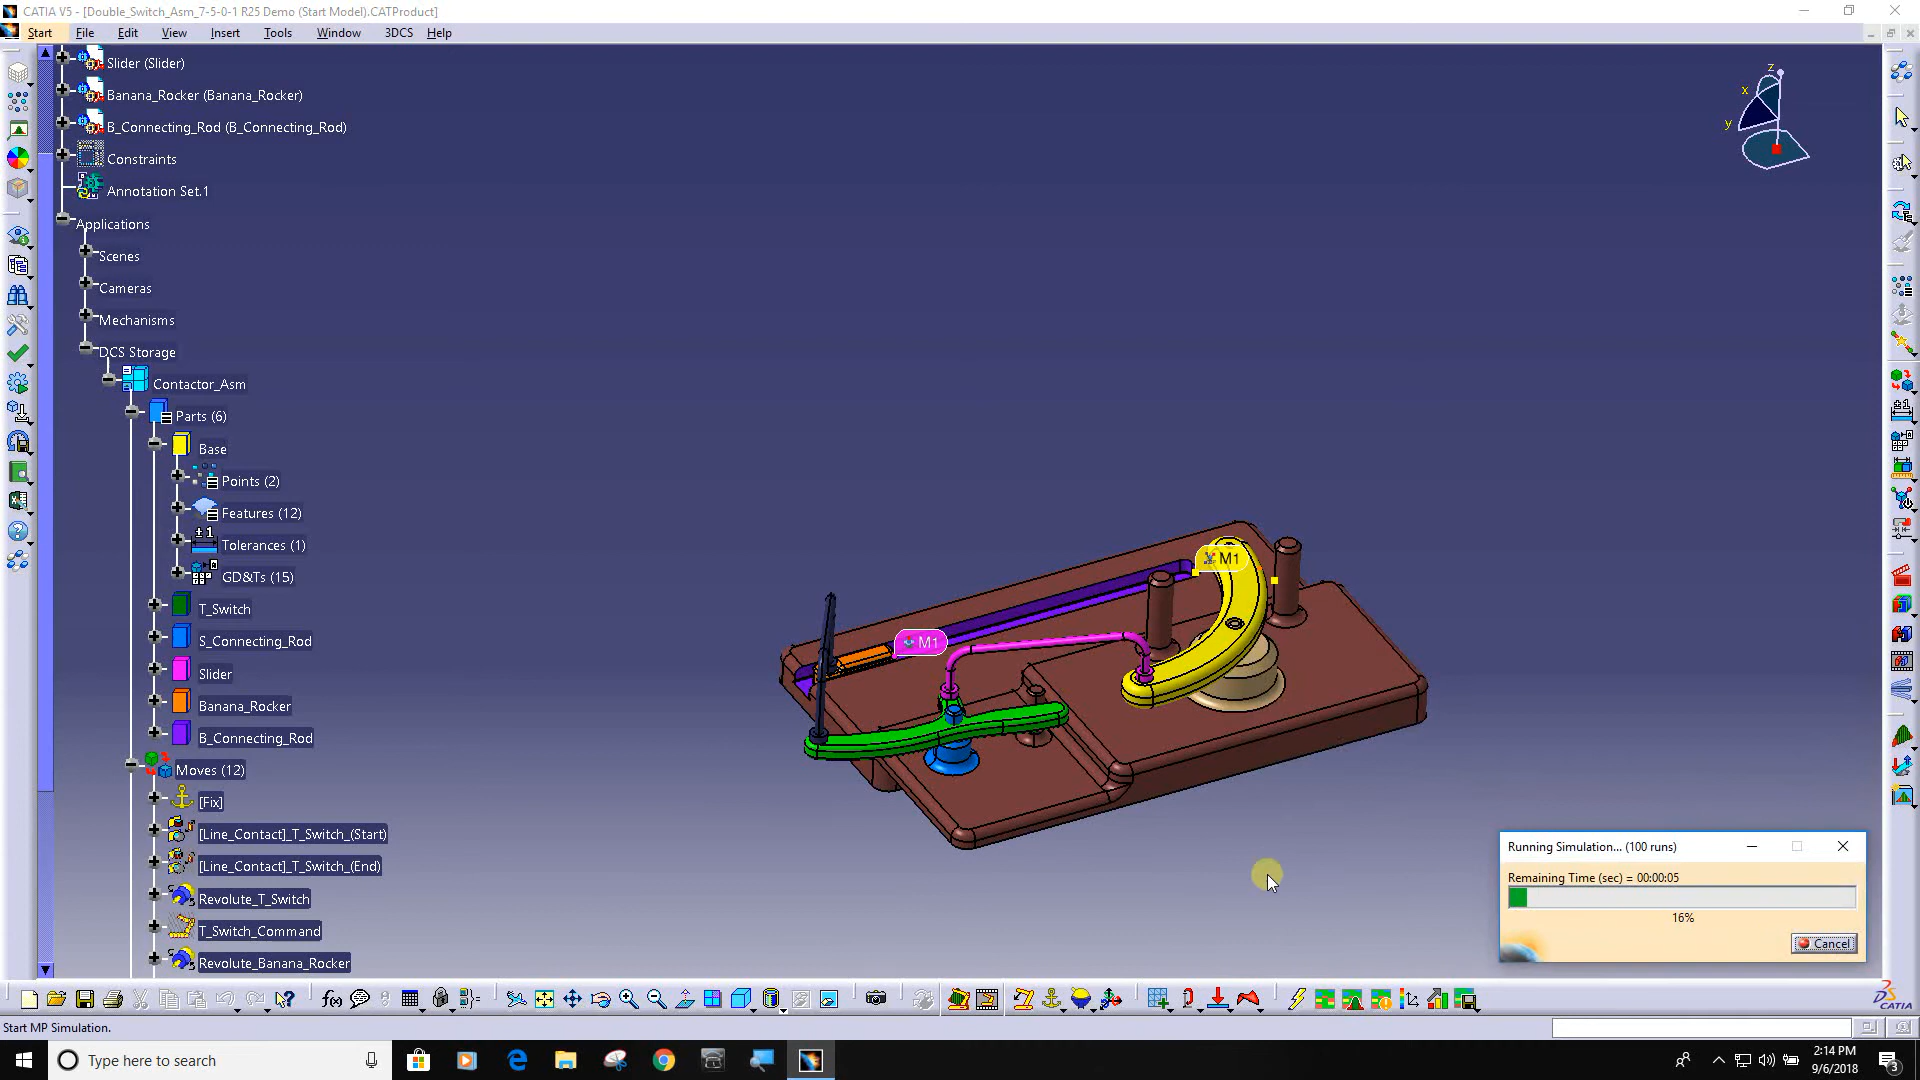 CATIA V5 - [Double_Switch_Asm_7-5-0-1 R25 Demo (Start Model).CATProduct]
Start File Edit View Insert Tools Window 3DCS Help
Slider (Slider)
Banana_Rocker (Banana_Rocker)
B_Connecting_Rod (B_Connecting_Rod)
Constraints
Annotation Set.1
Applications
Scenes
Cameras
Mechanisms
DCS Storage
Contactor_Asm
Parts (6)
Base
Points (2)
Features (12)
Tolerances (1)
GD&Ts (15)
T_Switch
S_Connecting_Rod
Slider
Banana_Rocker
B_Connecting_Rod
Moves (12)
[Fix]
[Line_Contact]_T_Switch_(Start)
[Line_Contact]_T_Switch_(End)
Revolute_T_Switch
T_Switch_Command
Revolute_Banana_Rocker
z
x
y
M1
M1
Running Simulation... (100 runs)
Remaining Time (sec) = 00:00:05
16%
Cancel
CATIA
Start MP Simulation.
Type here to search
2:14 PM
9/6/2018
3